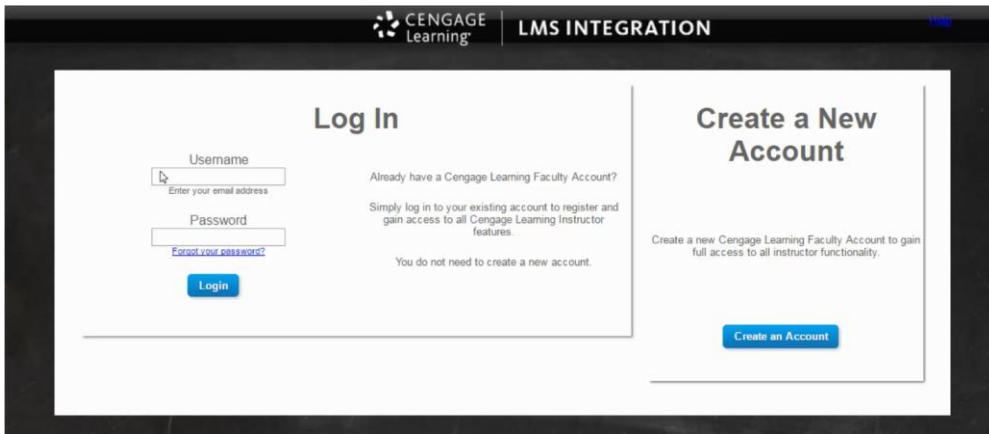 CENGAGE
Learning
LMS INTEGRATION
Help
Log In
Username
Enter your email address
Password
Forgot your password?
Login
Already have a Cengage Learning Faculty Account?
Simply log in to your existing account to register and
gain access to all Cengage Learning Instructor
features.
You do not need to create a new account.
Create a New
Account
Create a new Cengage Learning Faculty Account to gain
full access to all instructor functionality.
Create an Account